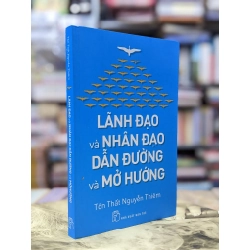 LÃNH ĐẠO
và NHÂN ĐẠO
DẪN ĐƯỜNG
và MỞ HƯỚNG
Tôn Thất Nguyễn Thiêm